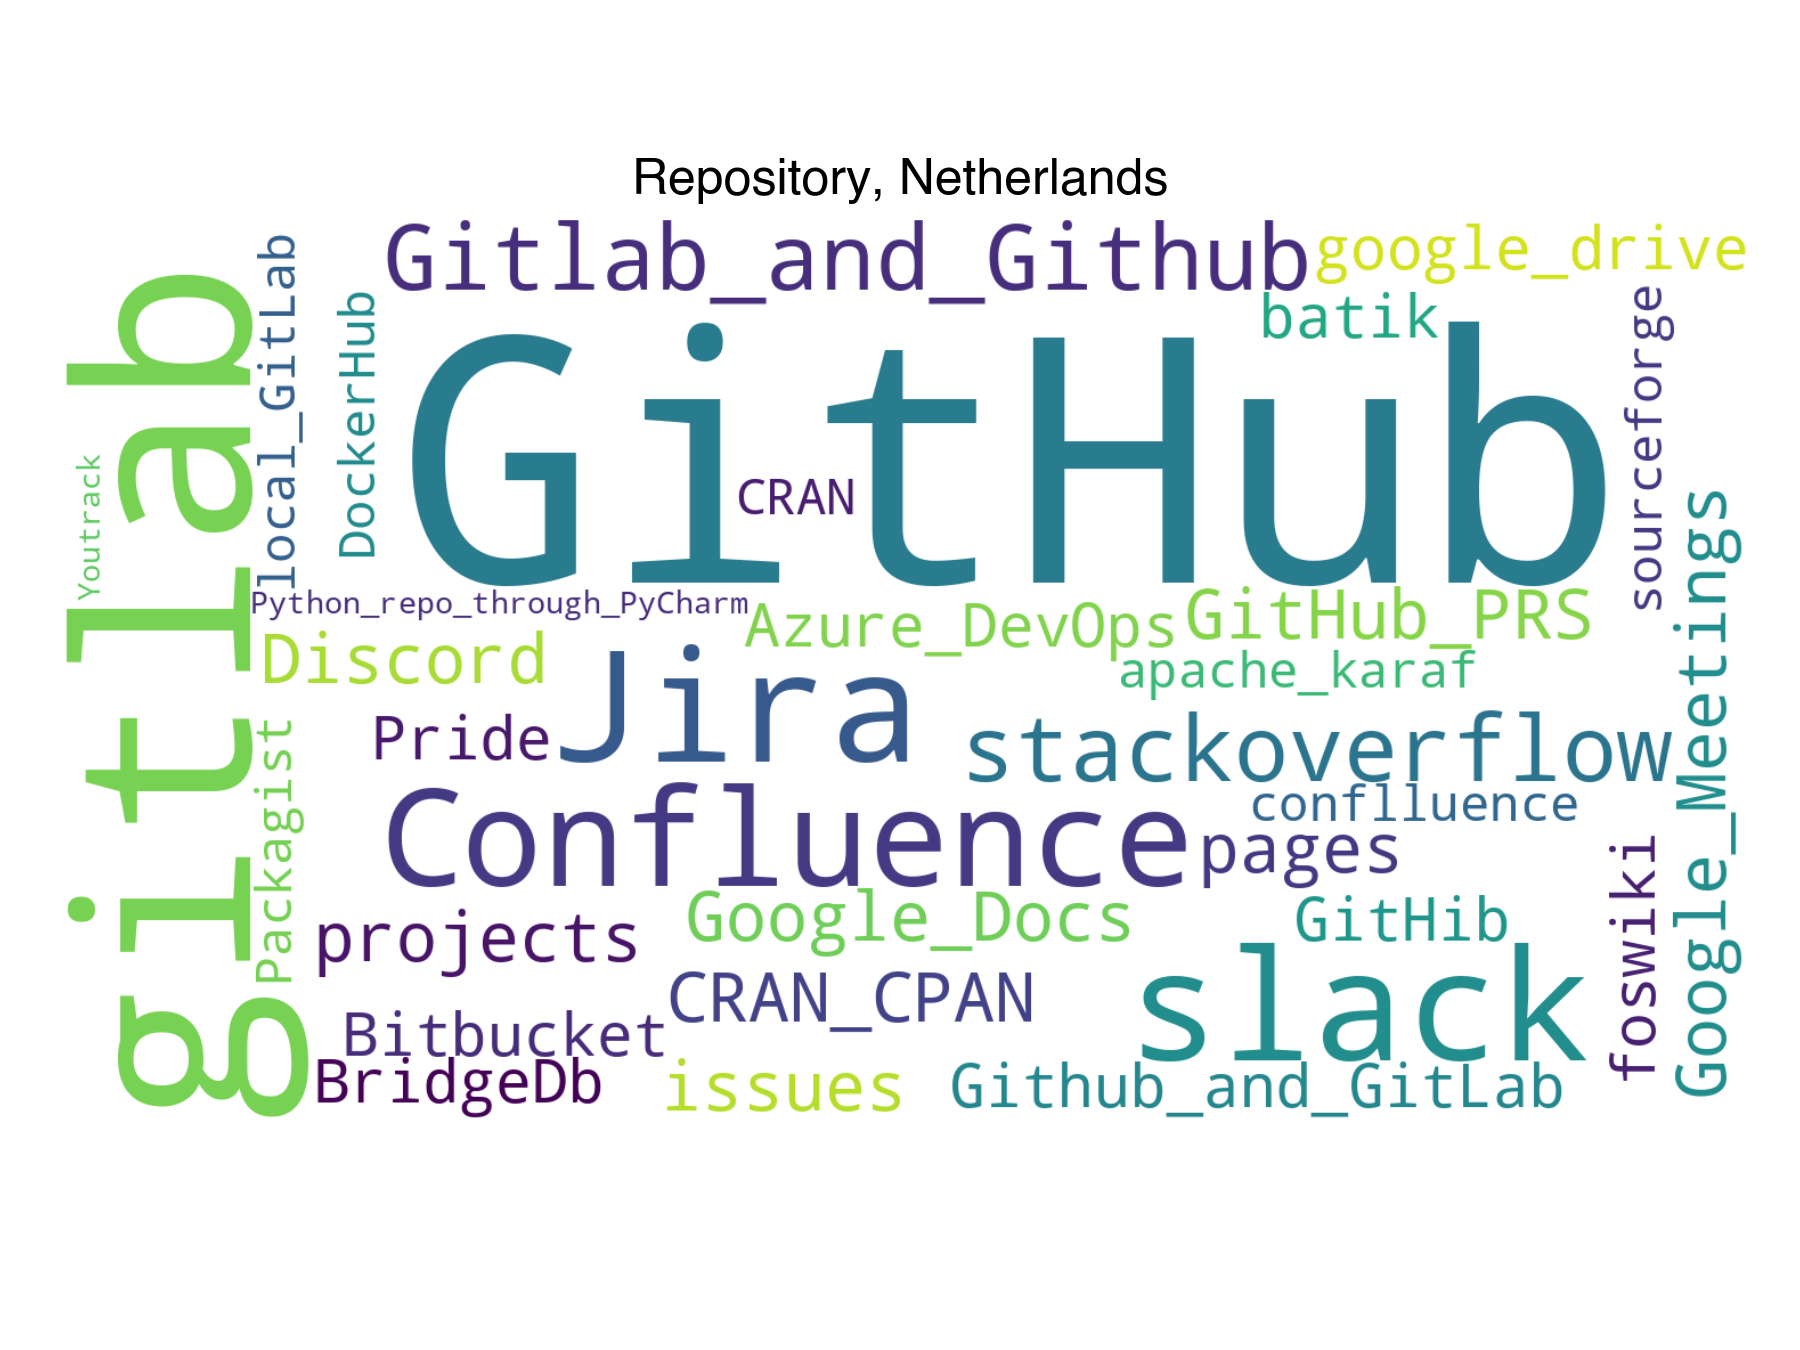 Repository, Netherlands
gitlab
Youtrack
local_GitLab
DockerHub
Gitlab_and_Github
google_drive
batik
GitHub
CRAN
sourceforge
Python_repo_through_PyCharm
Azure_DevOps
GitHub_PRS
Discord
Jira
apache_karaf
Google_Meetings
Pride
stackoverflow
Packagist
Confluence
conflluence
pages
foswiki
projects
Google_Docs
GitHib
CRAN_CPAN
slack
Bitbucket
BridgeDb
issues
Github_and_GitLab